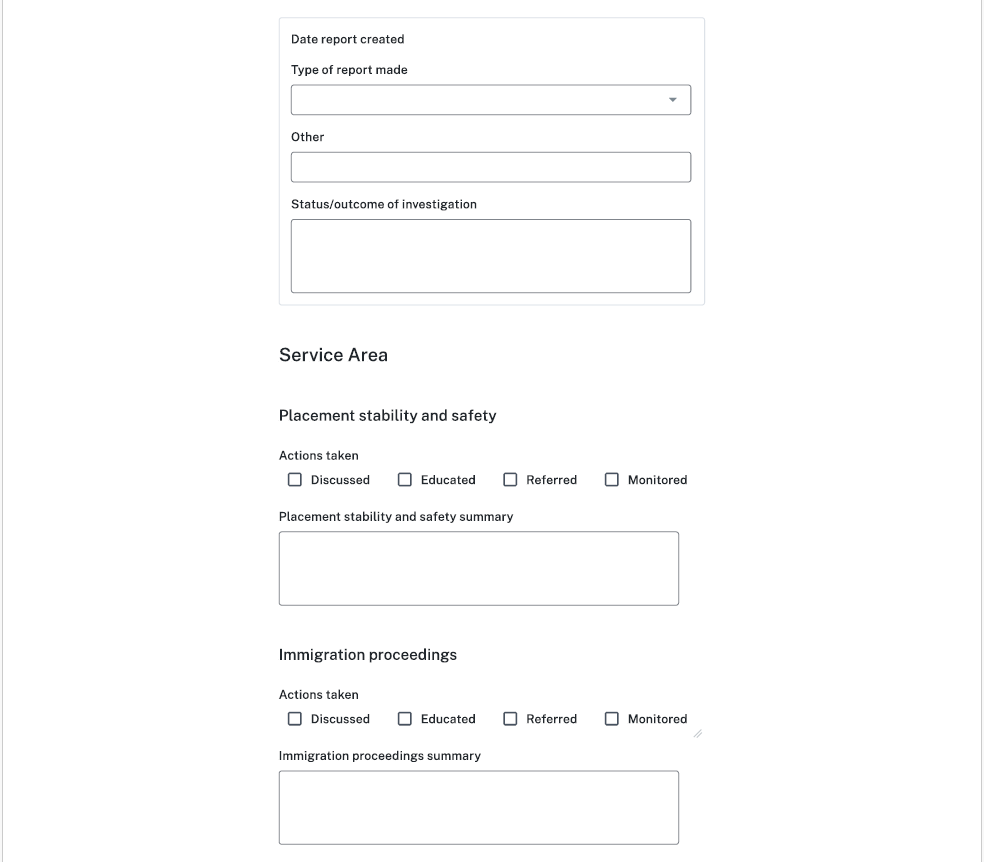 Date report created
Type of report made
Other
Status/outcome of investigation
Service Area
Placement stability and safety
Actions taken
Discussed Educated Referred Monitored
Placement stability and safety summary
Immigration proceedings
Actions taken
Discussed Educated Referred Monitored
Immigration proceedings summary